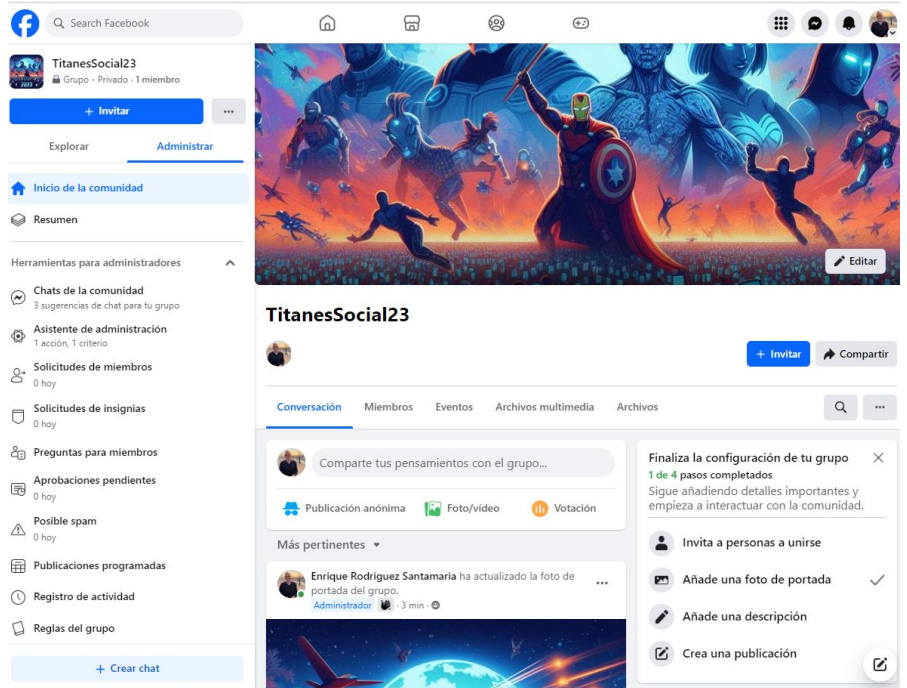 Search Facebook
TitanesSocial23
Grupo - Privado · 1 miembro
+ Invitar
Explorar
Administrar
Inicio de la comunidad
Resumen
Herramientas para administradores
Chats de la comunidad
3 sugerencias de chat para tu grupo
Asistente de administración
1 acción, 1 criterio
Solicitudes de miembros
0 hoy
Solicitudes de insignias
0 hoy
Preguntas para miembros
Aprobaciones pendientes
0 hoy
Posible spam
0 hoy
Publicaciones programadas
Registro de actividad
Reglas del grupo
+ Crear chat
Editar
TitanesSocial23
+ Invitar
Compartir
Conversación
Miembros
Eventos
Archivos multimedia
Archivos
Comparte tus pensamientos con el grupo...
Publicación anónima
Foto/vídeo
Votación
Más pertinentes
Enrique Rodriguez Santamaria ha actualizado la foto de
portada del grupo.
Administrador · 3 min ·
Finaliza la configuración de tu grupo
1 de 4 pasos completados
Sigue añadiendo detalles importantes y
empieza a interactuar con la comunidad.
Invita a personas a unirse
Añade una foto de portada
Añade una descripción
Crea una publicación